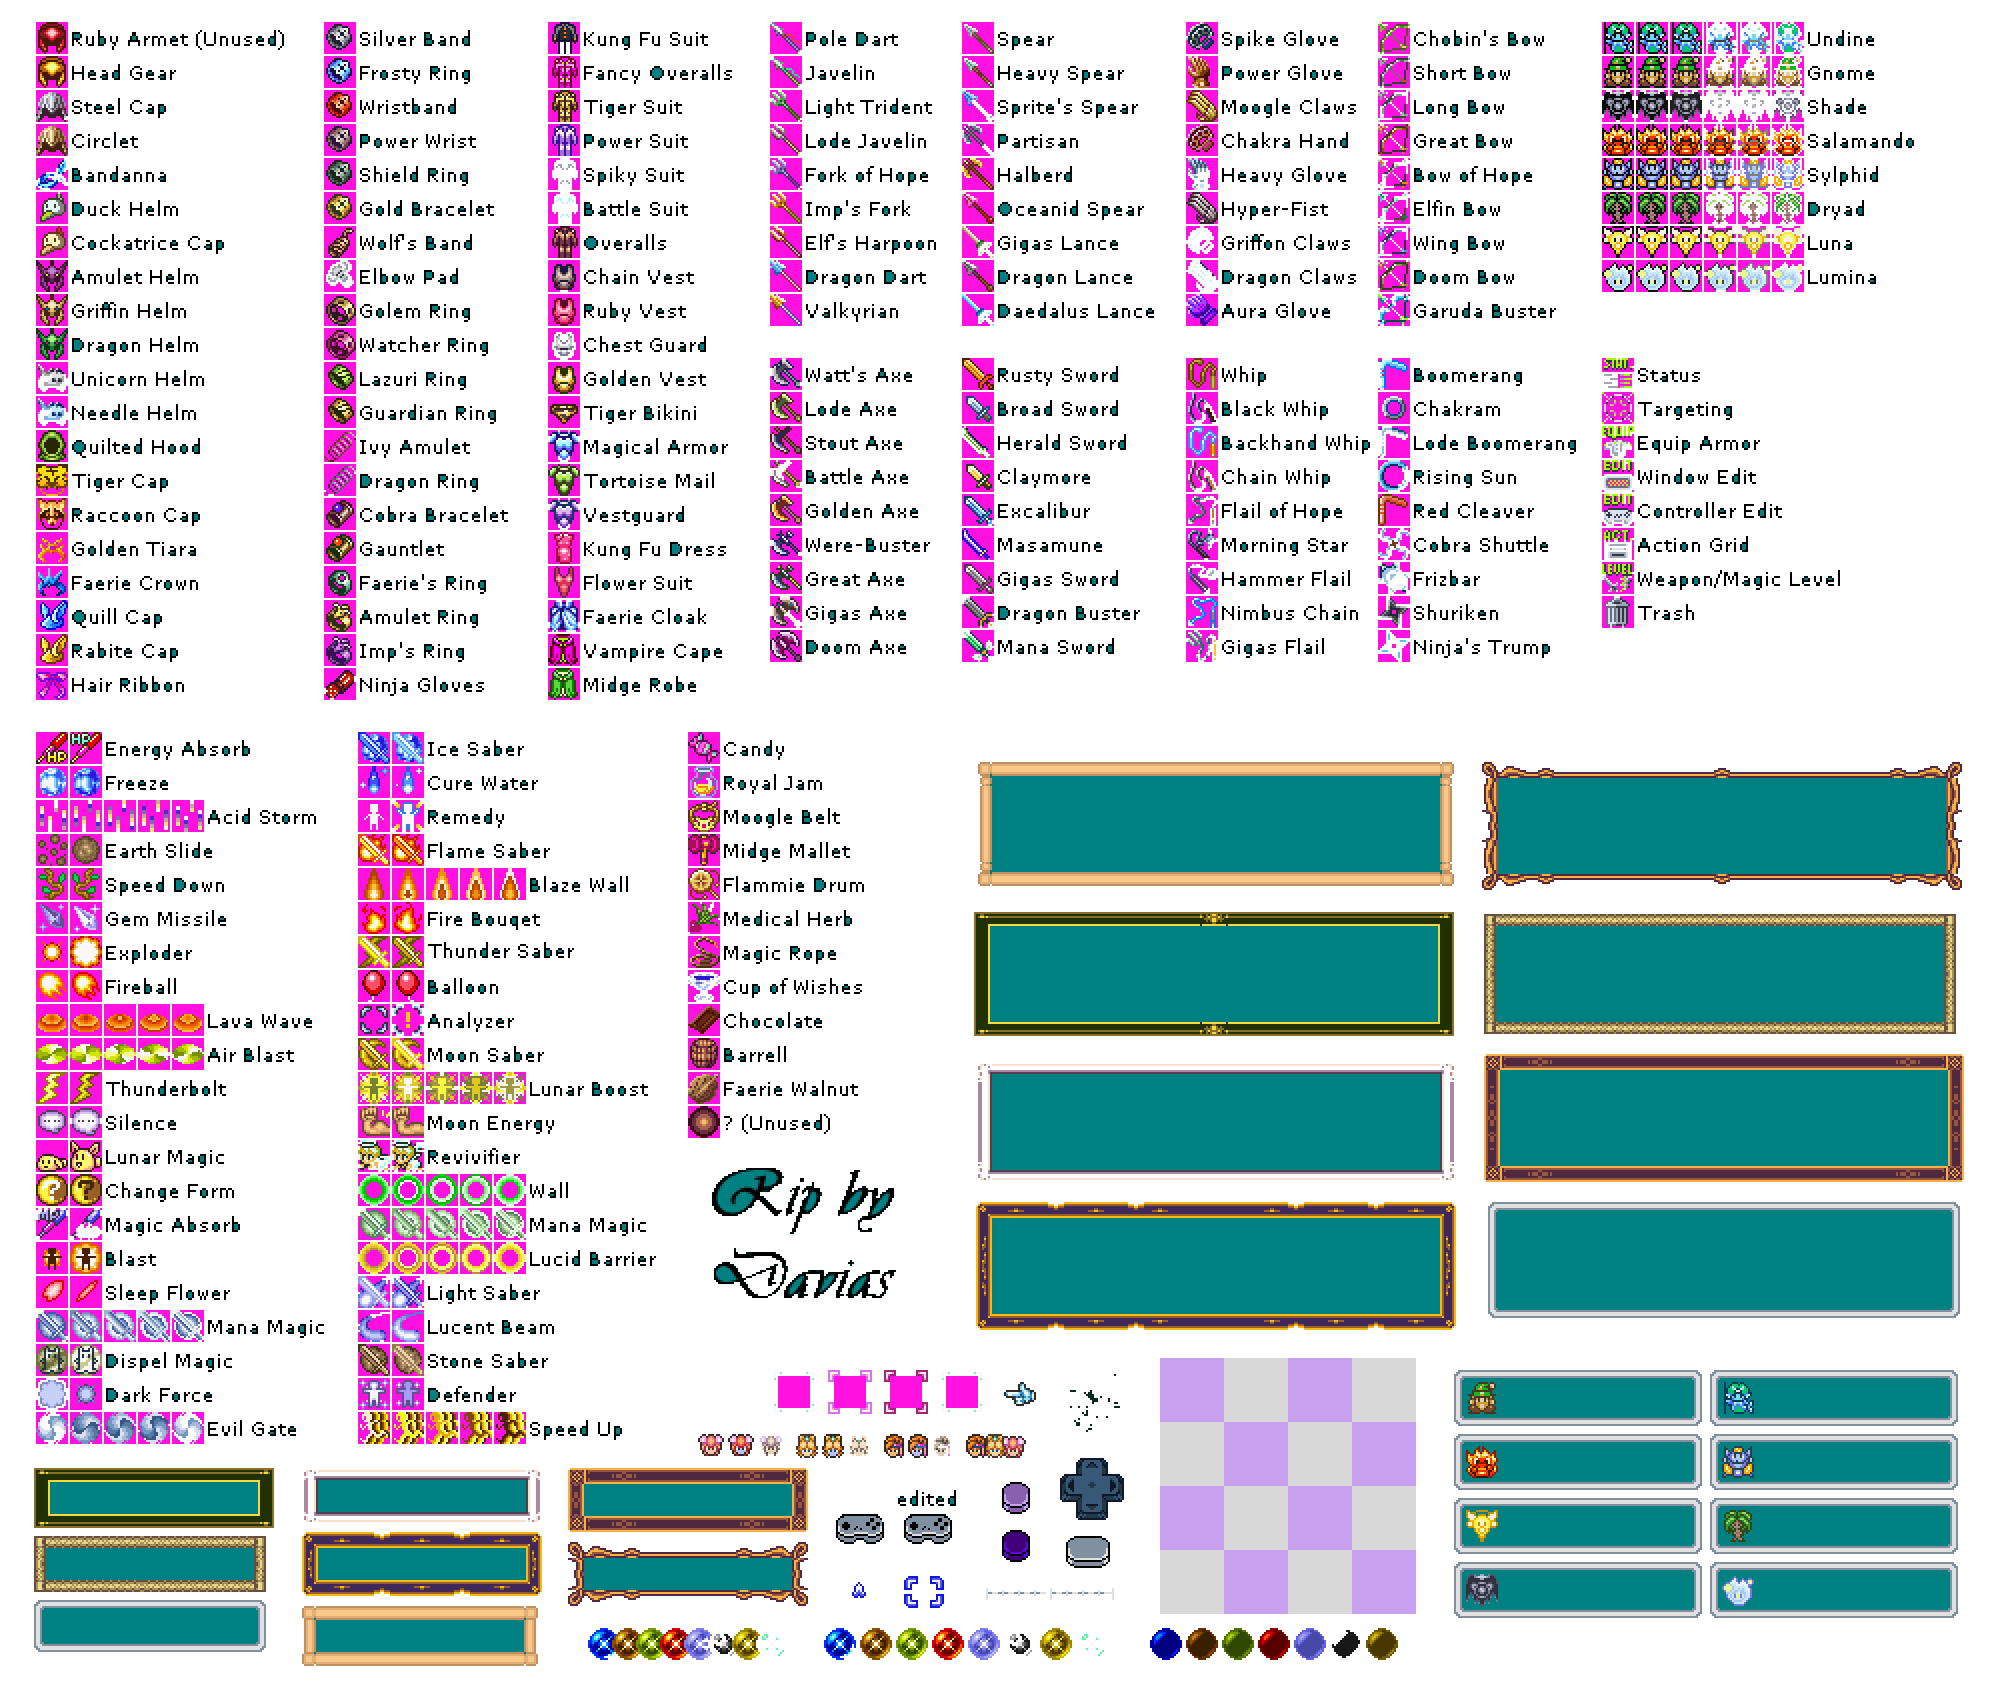 Ruby Armet (Unused)
Head Gear
Steel Cap
Circlet
Bandanna
Duck Helm
Cockatrice Cap
Amulet Helm
Griffin Helm
Dragon Helm
Unicorn Helm
Needle Helm
Quilted Hood
Tiger Cap
Raccoon Cap
Golden Tiara
Faerie Crown
Quill Cap
Rabite Cap
Hair Ribbon
Silver Band
Frosty Ring
Wristband
Power Wrist
Shield Ring
Gold Bracelet
Wolf's Band
Elbow Pad
Golem Ring
Watcher Ring
Lazuri Ring
Guardian Ring
Ivy Amulet
Dragon Ring
Cobra Bracelet
Gauntlet
Faerie's Ring
Amulet Ring
Imp's Ring
Ninja Gloves
Kung Fu Suit
Fancy Overalls
Tiger Suit
Power Suit
Spiky Suit
Battle Suit
Overalls
Chain Vest
Ruby Vest
Chest Guard
Golden Vest
Tiger Bikini
Magical Armor
Tortoise Mail
Vestguard
Kung Fu Dress
Flower Suit
Faerie Cloak
Vampire Cape
Midge Robe
Pole Dart
Javelin
Light Trident
Lode Javelin
Fork of Hope
Imp's Fork
Elf's Harpoon
Dragon Dart
Valkyrian
Spear
Heavy Spear
Sprite's Spear
Partisan
Halberd
Oceanid Spear
Gigas Lance
Dragon Lance
Daedalus Lance
Spike Glove
Power Glove
Moogle Claws
Chakra Hand
Heavy Glove
Hyper-Fist
Griffon Claws
Dragon Claws
Aura Glove
Chobin's Bow
Short Bow
Long Bow
Great Bow
Bow of Hope
Elfin Bow
Wing Bow
Doom Bow
Garuda Buster
Undine
Gnome
Shade
Salamando
Sylphid
Dryad
Luna
Lumina
Watt's Axe
Lode Axe
Stout Axe
Battle Axe
Golden Axe
Were-Buster
Great Axe
Gigas Axe
Doom Axe
Rusty Sword
Broad Sword
Herald Sword
Claymore
Excalibur
Masamune
Gigas Sword
Dragon Buster
Mana Sword
Whip
Black Whip
Backhand Whip
Chain Whip
Flail of Hope
Morning Star
Hammer Flail
Nimbus Chain
Gigas Flail
Boomerang
Chakram
Lode Boomerang
Rising Sun
Red Cleaver
Cobra Shuttle
Frizbar
Shuriken
Ninja's Trump
STAT Status
Targeting
EQUIP Equip Armor
EDIT Window Edit
EDIT Controller Edit
ACT Action Grid
LEVEL Weapon/Magic Level
Trash
HP HP Energy Absorb
Freeze
Acid Storm
Earth Slide
Speed Down
Gem Missile
Exploder
Fireball
Lava Wave
Air Blast
Thunderbolt
Silence
Lunar Magic
? ? Change Form
MP Magic Absorb
Blast
Sleep Flower
Mana Magic
Dispel Magic
Dark Force
Evil Gate
Ice Saber
Cure Water
Remedy
Flame Saber
Blaze Wall
Fire Bouqet
Thunder Saber
Balloon
! Analyzer
Moon Saber
Lunar Boost
Moon Energy
Revivifier
Wall
Mana Magic
Lucid Barrier
Light Saber
Lucent Beam
Stone Saber
Defender
Speed Up
Candy
Royal Jam
Moogle Belt
Midge Mallet
Flammie Drum
Medical Herb
Magic Rope
Cup of Wishes
Chocolate
Barrell
Faerie Walnut
? (Unused)
Rip by
Davias
edited